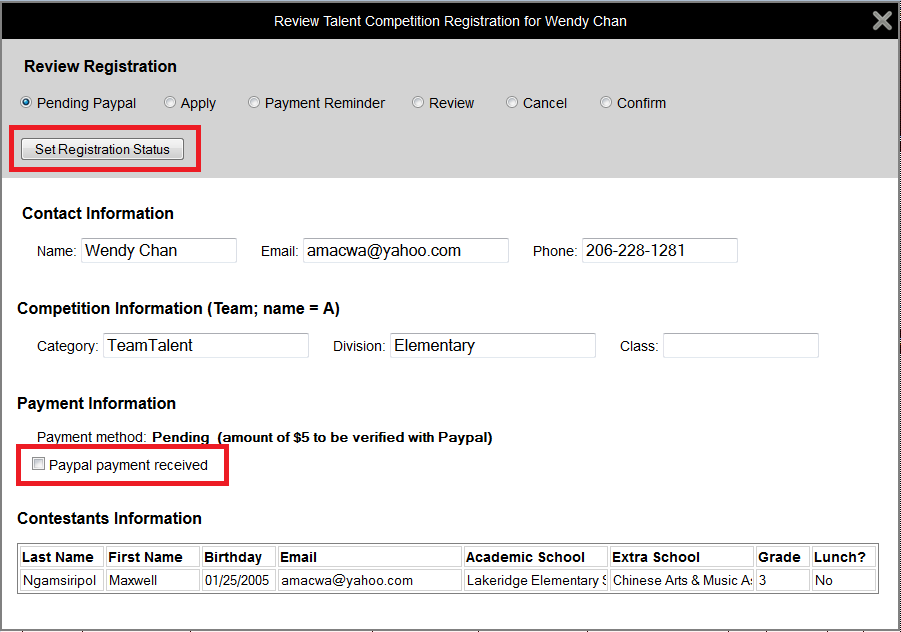 Review Talent Competition Registration for Wendy Chan
Review Registration
Pending Paypal Apply Payment Reminder Review Cancel Confirm
Set Registration Status
Contact Information
Name: Wendy Chan Email: amacwa@yahoo.com Phone: 206-228-1281
Competition Information (Team; name = A)
Category: TeamTalent Division: Elementary Class:
Payment Information
Payment method: Pending (amount of $5 to be verified with Paypal)
Paypal payment received
Contestants Information
Last Name First Name Birthday Email Academic School Extra School Grade Lunch?
Ngamsiripol Maxwell 01/25/2005 amacwa@yahoo.com Lakeridge Elementary S Chinese Arts & Music A 3 No